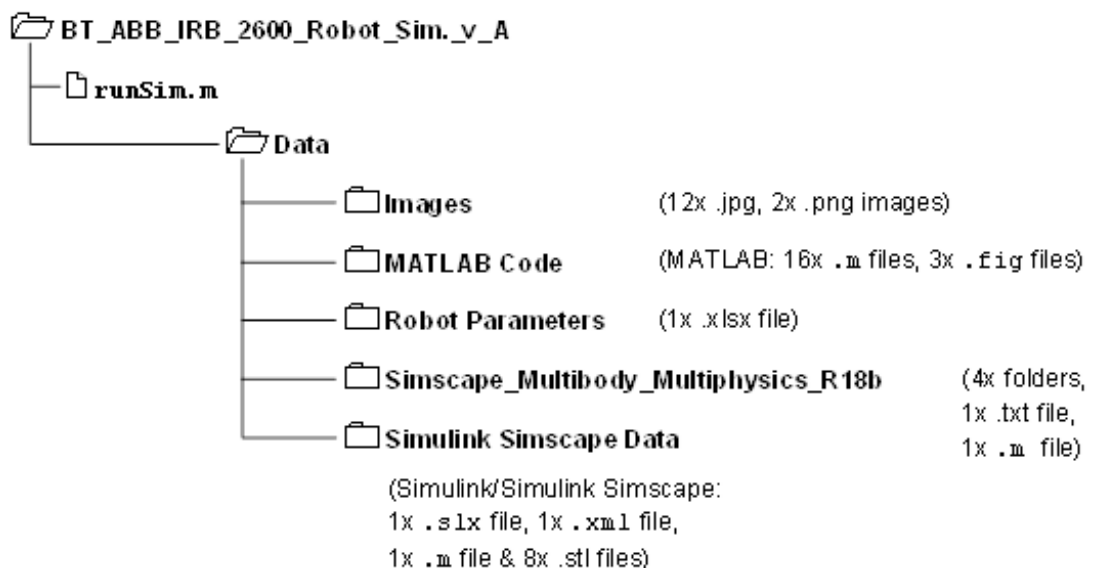 BT_ABB_IRB_2600_Robot_Sim._v_A
runSim.m
Data
Images (12x .jpg, 2x .png images)
MATLAB Code (MATLAB: 16x .m files, 3x .fig files)
Robot Parameters (1x .xlsx file)
Simscape_Multibody_Multiphysics_R18b (4x folders,
1x .txt file,
Simulink Simscape Data 1x .m file)
(Simulink/Simulink Simscape:
1x .slx file, 1x .xml file,
1x .m file & 8x .stl files)